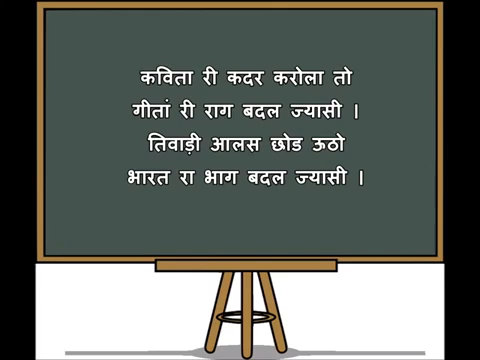 कविता री कदर करोला तो
गीतां री राग बदल ज्यासी ।
तिवाड़ी आलस छोड ऊठो
भारत रा भाग बदल ज्यासी ।